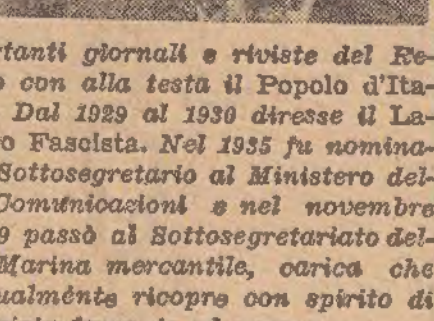 rtanti giornali e riviste del Re-
o con alla testa il Popolo d'Ita-
Dal 1929 al 1930 diresse il La-
o Fascista. Nel 1935 fu nomina-
Sottosegretario al Ministero del-
Comunicazioni e nel novembre
9 passò al Sottosegretariato del-
Marina mercantile, carica che
ualménte ricopre con spirito di